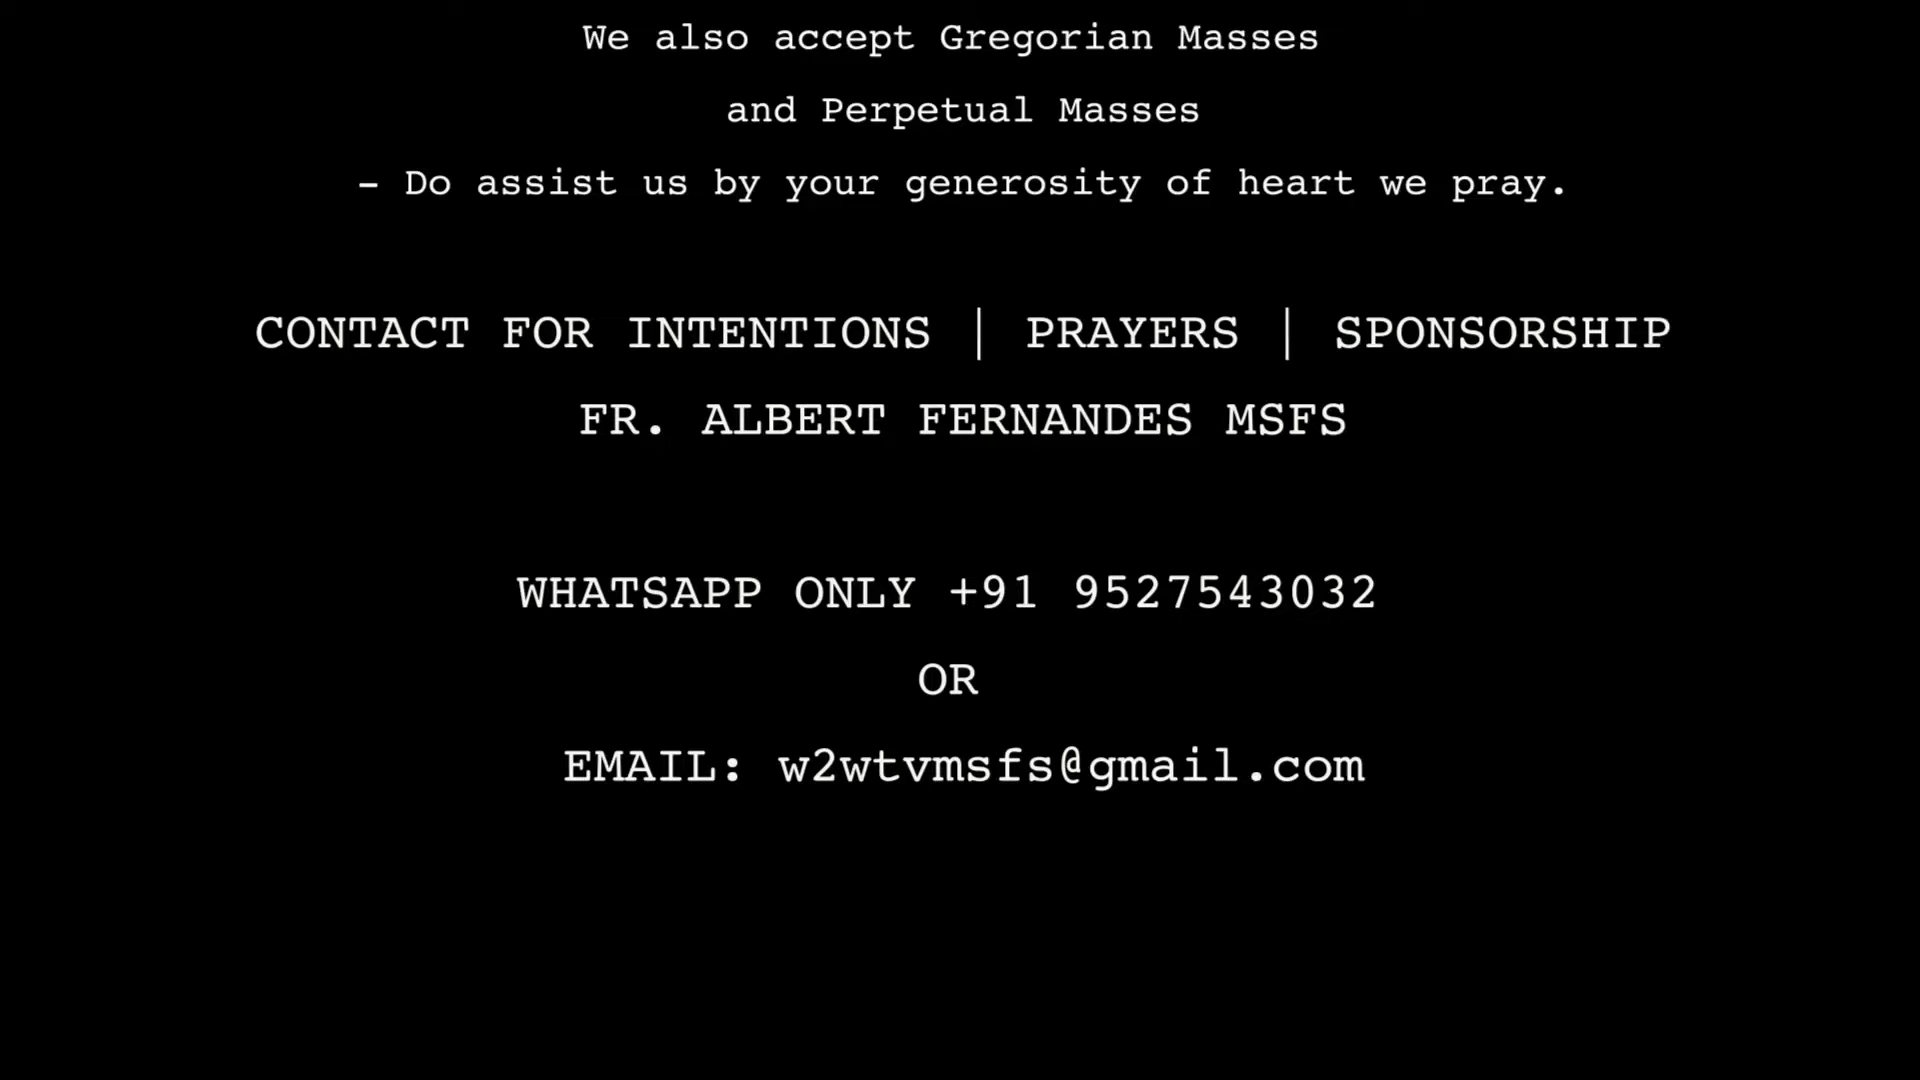 We also accept Gregorian Masses
and Perpetual Masses
- Do assist us by your generosity of heart we pray.
CONTACT FOR INTENTIONS | PRAYERS | SPONSORSHIP
FR. ALBERT FERNANDES MSFS
WHATSAPP ONLY +91 9527543032
OR
EMAIL: w2wtvmsfs@gmail.com